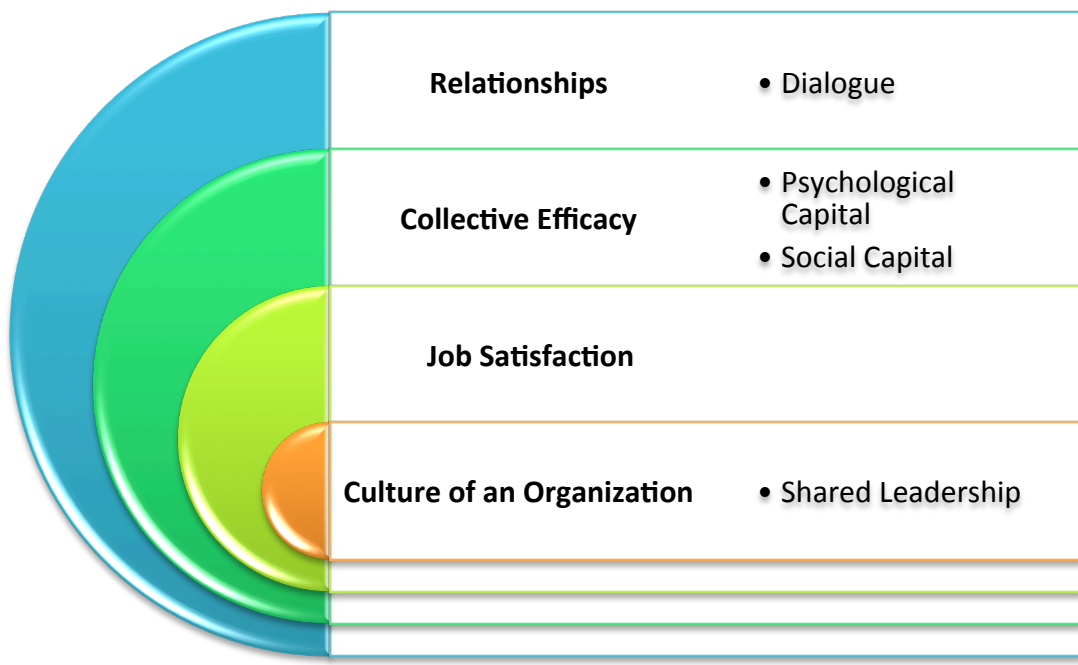 Relationships
• Dialogue
Collective Efficacy
• Psychological
Capital
• Social Capital
Job Satisfaction
Culture of an Organization
• Shared Leadership